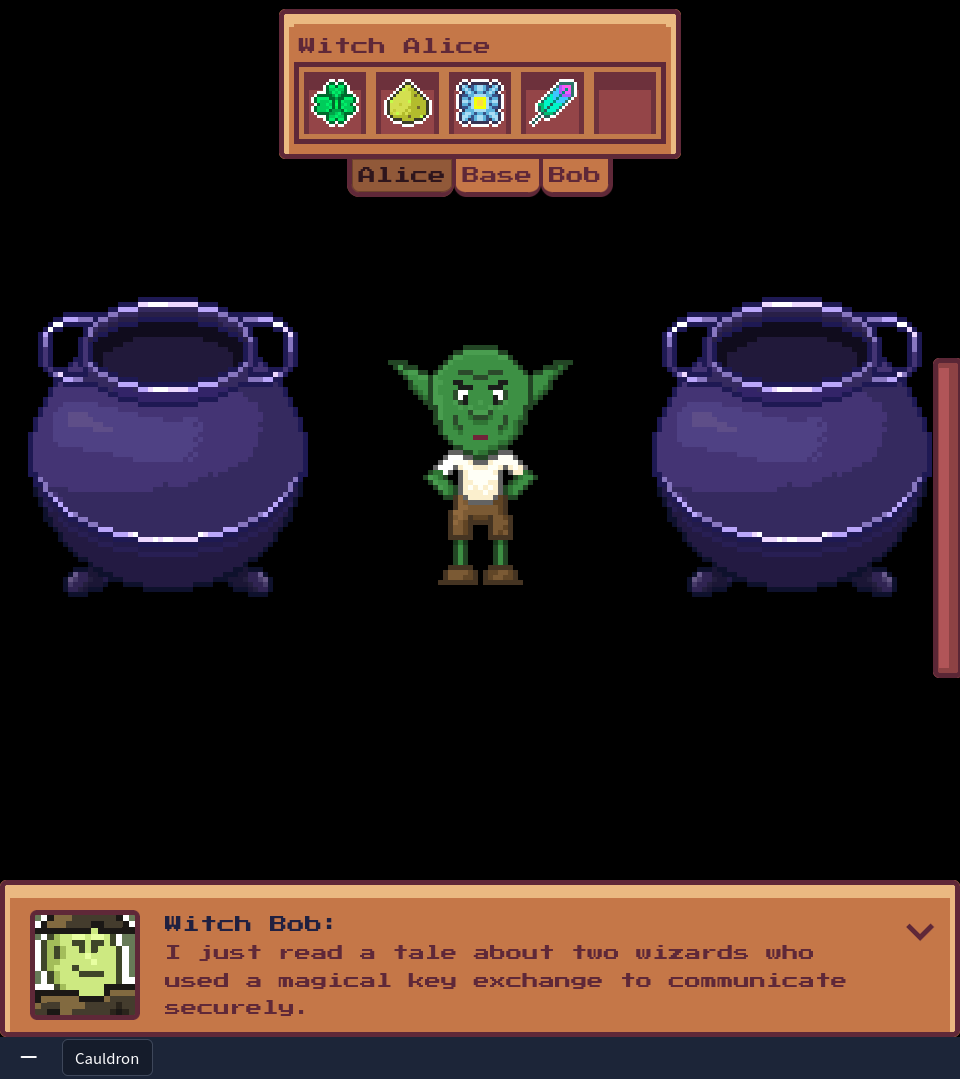 Witch Alice
Alice
Base
Bob
Witch Bob:
I just read a tale about two wizards who
used a magical key exchange to communicate
securely.
Cauldron